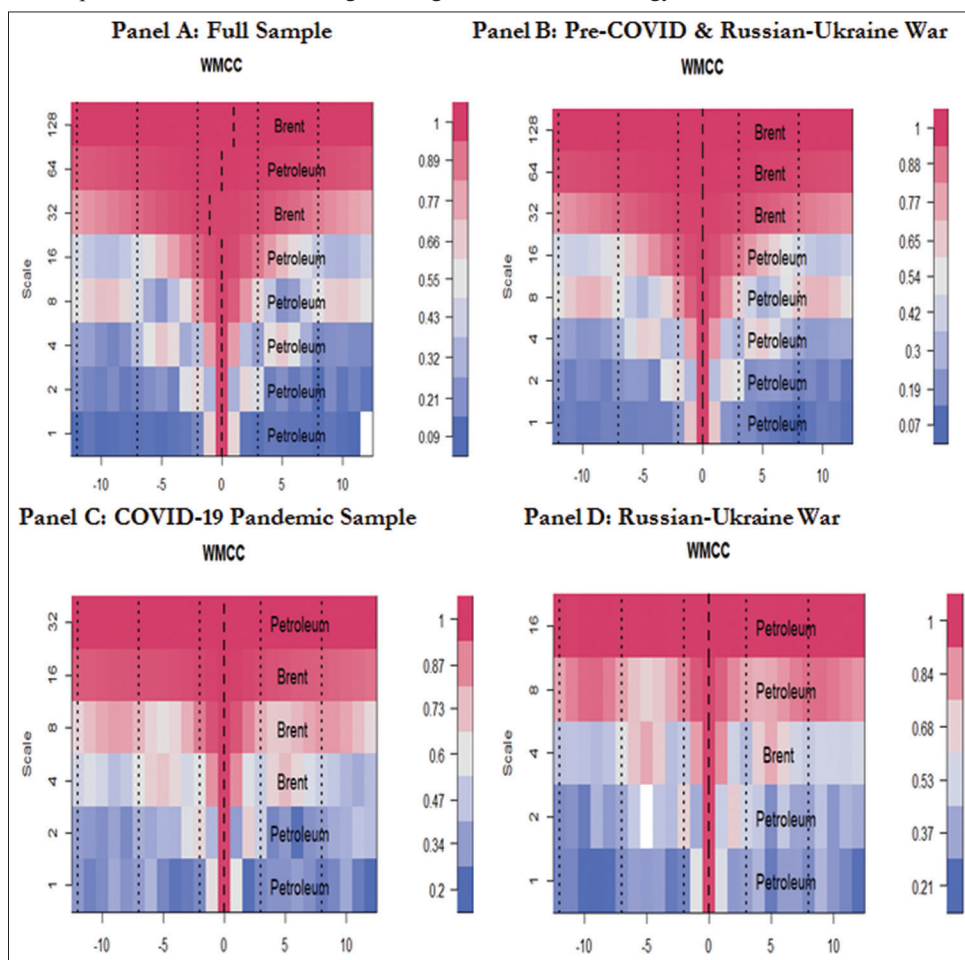 Panel A: Full Sample
WMCC
Scale
128
64
32
16
8
4
2
1
Brent
Petroleum
Brent
Petroleum
Petroleum
Petroleum
Petroleum
Petroleum
-10 -5 0 5 10
1
0.89
0.77
0.66
0.55
0.43
0.32
0.21
0.09
Panel B: Pre-COVID & Russian-Ukraine War
WMCC
Scale
128
64
32
16
8
4
2
1
Brent
Brent
Brent
Petroleum
Petroleum
Petroleum
Petroleum
Petroleum
-10 -5 0 5 10
1
0.88
0.77
0.65
0.54
0.42
0.3
0.19
0.07
Panel C: COVID-19 Pandemic Sample
WMCC
Scale
32
16
8
4
2
1
Petroleum
Brent
Brent
Brent
Petroleum
Petroleum
-10 -5 0 5 10
1
0.87
0.73
0.6
0.47
0.34
0.2
Panel D: Russian-Ukraine War
WMCC
Scale
16
8
4
2
1
Petroleum
Petroleum
Brent
Petroleum
Petroleum
-10 -5 0 5 10
1
0.84
0.68
0.53
0.37
0.21